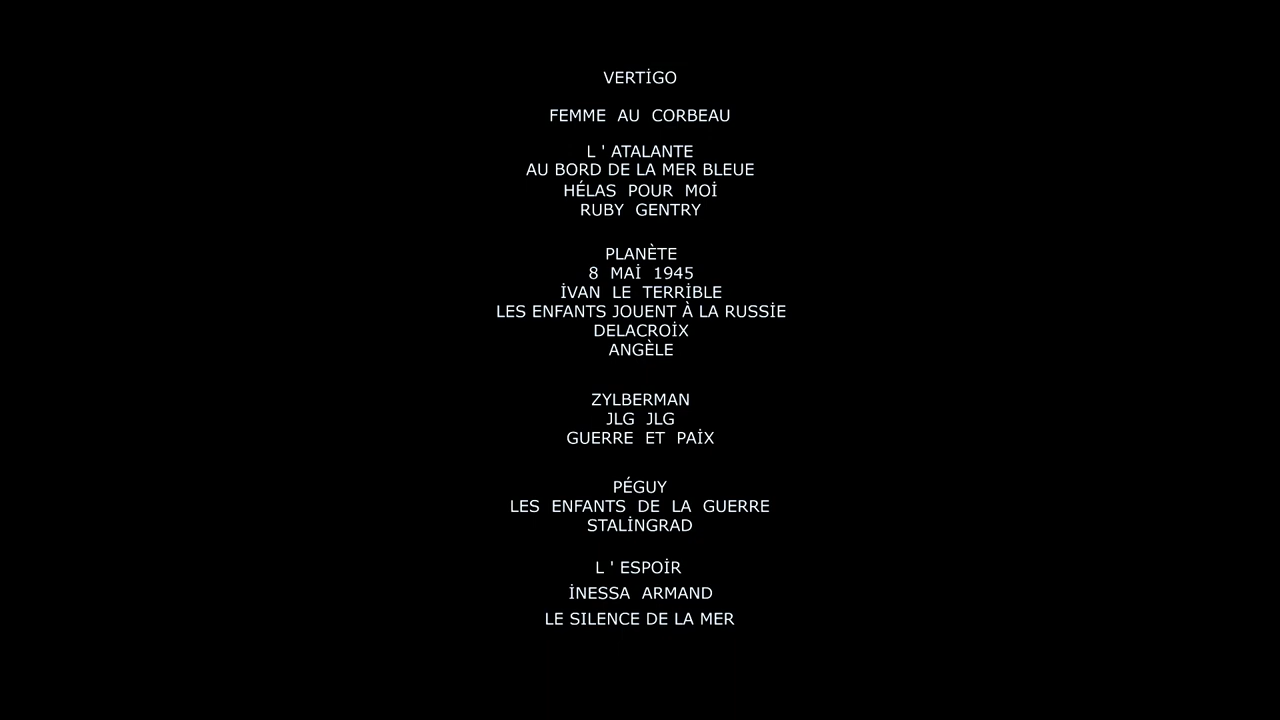 VERTİGO
FEMME AU CORBEAU
L ' ATALANTE
AU BORD DE LA MER BLEUE
HÉLAS POUR MOİ
RUBY GENTRY
PLANÈTE
8 MAİ 1945
İVAN LE TERRİBLE
LES ENFANTS JOUENT À LA RUSSİE
DELACROİX
ANGÈLE
ZYLBERMAN
JLG JLG
GUERRE ET PAİX
PÉGUY
LES ENFANTS DE LA GUERRE
STALİNGRAD
L ' ESPOİR
İNESSA ARMAND
LE SILENCE DE LA MER